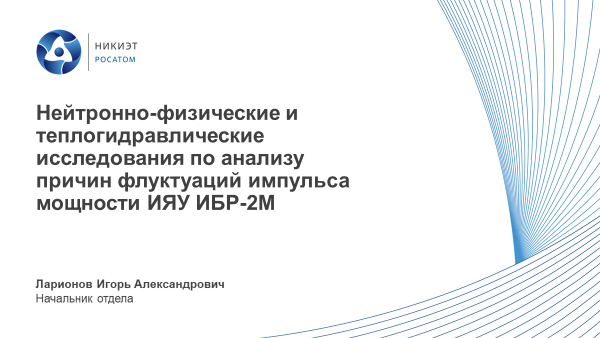 НИКИЭТ
РОСАТОМ
Нейтронно-физические и
теплогидравлические
исследования по анализу
причин флуктуаций импульса
мощности ИЯУ ИБР-2М
Ларионов Игорь Александрович
Начальник отдела